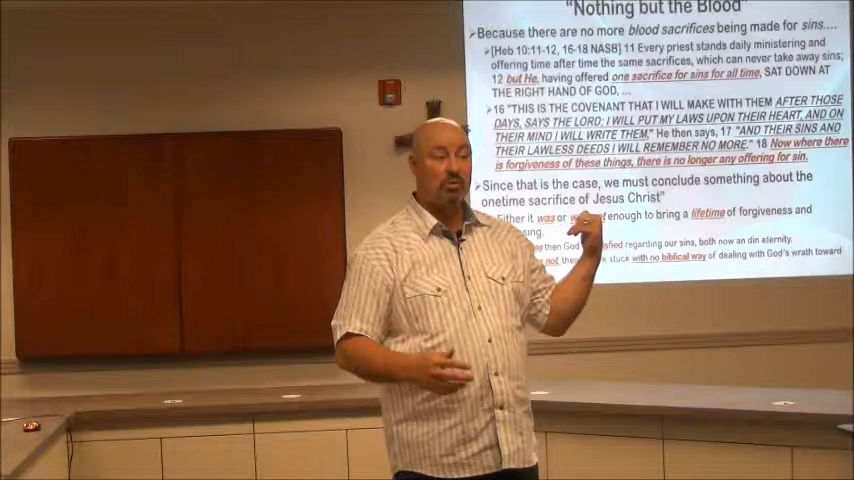 "Nothing but the Blood"
Because there are no more blood sacrifices being made for sins….
[Heb 10:11-12, 16-18 NASB] 11 Every priest stands daily ministering and
offering time after time the same sacrifices, which can never take away sins;
12 but He, having offered one sacrifice for sins for all time, SAT DOWN AT
THE RIGHT HAND OF GOD, ...
16 "THIS IS THE COVENANT THAT I WILL MAKE WITH THEM AFTER THOSE
DAYS, SAYS THE LORD: I WILL PUT MY LAWS UPON THEIR HEART, AND ON
THEIR MIND I WILL WRITE THEM," He then says, 17 "AND THEIR SINS AND
THEIR LAWLESS DEEDS I WILL REMEMBER NO MORE." 18 Now where there
is forgiveness of these things, there is no longer any offering for sin.
Since that is the case, we must conclude something about the
onetime sacrifice of Jesus Christ"
Either it was or enough to bring a lifetime of forgiveness and
then God regarding our sins, both now and in eternity
not stuck with no biblical way of dealing with God's wrath toward